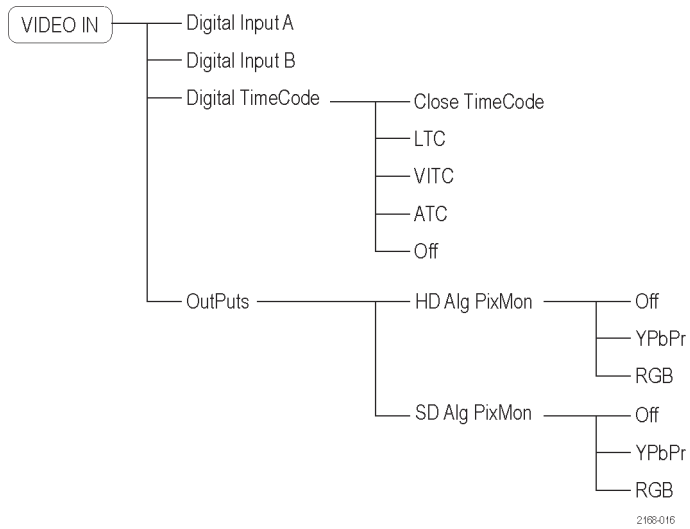 VIDEO IN
Digital Input A
Digital Input B
Digital TimeCode
Close TimeCode
LTC
VITC
ATC
Off
OutPuts
HD Alg PixMon
Off
YPbPr
RGB
SD Alg PixMon
Off
YPbPr
RGB
2168-016